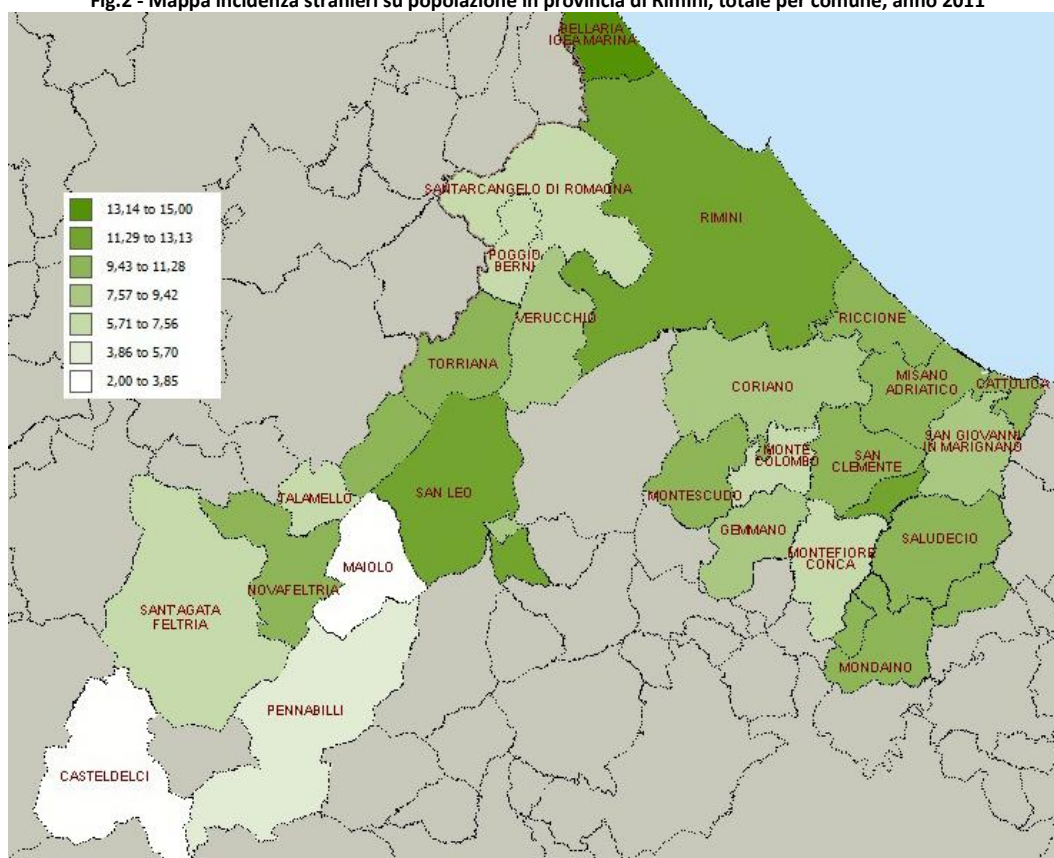 Fig.2 - Mappa incidenza stranieri su popolazione in provincia di Rimini, totale per comune, anno 2011
BELLARIA
IGEA MARINA
SANTARCANGELO DI ROMAGNA
RIMINI
13,14 to 15,00
11,29 to 13,13
9,43 to 11,28
7,57 to 9,42
5,71 to 7,56
3,86 to 5,70
2,00 to 3,85
POGGIO
BERNI
VERUCCHIO
RICCIONE
TORRIANA
CORIANO
MISANO
ADRIATICO
CATTOLICA
SAN GIOVANNI
IN MARIGNANO
MONTE
COLOMBO
SAN
CLEMENTE
TALAMELLO
SAN LEO
MONTESCUDO
GEMMANO
SALUDECIO
MONTEFIORE
CONCA
MAIOLO
NOVAFELTRIA
SANT'AGATA
FELTRIA
MONDAINO
PENNABILLI
CASTELDELCI